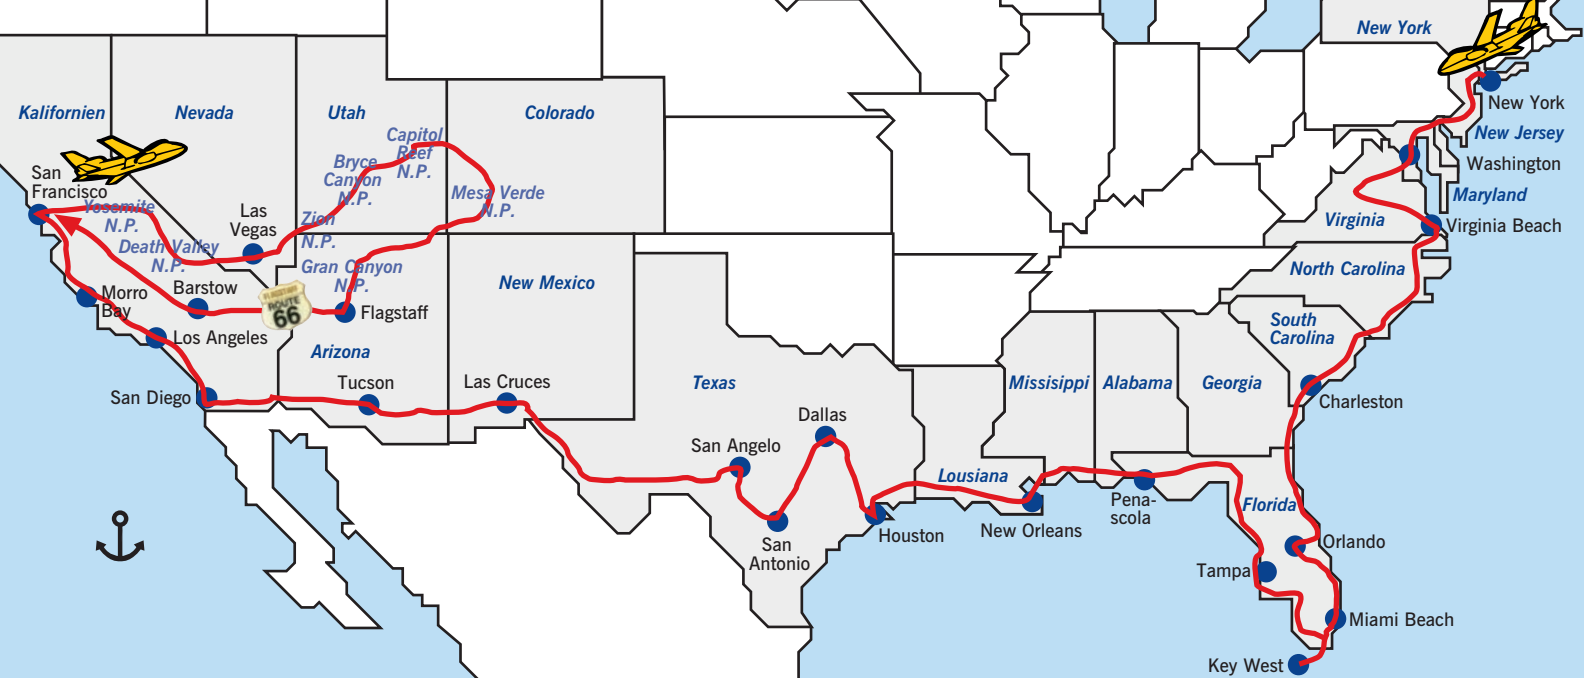 New York
New York
Kalifornien
Nevada
Utah
Colorado
New Jersey
Capitol
Reef
N.P.
Bryce
Canyon
N.P.
Washington
San
Francisco
Mesa Verde
N.P.
Maryland
Yosemite
N.P.
Las
Vegas
Zion
N.P.
Virginia
Virginia Beach
Death Valley
N.P.
Gran Canyon
N.P.
New Mexico
North Carolina
Morro
Bay
Barstow
FLAGSTAFF
ROUTE
66
Flagstaff
South
Carolina
Los Angeles
Arizona
San Diego
Tucson
Las Cruces
Texas
Missisippi
Alabama
Georgia
Charleston
Dallas
San Angelo
Lousiana
Pena-
scola
Florida
New Orleans
Houston
San
Antonio
Orlando
Tampa
Miami Beach
Key West